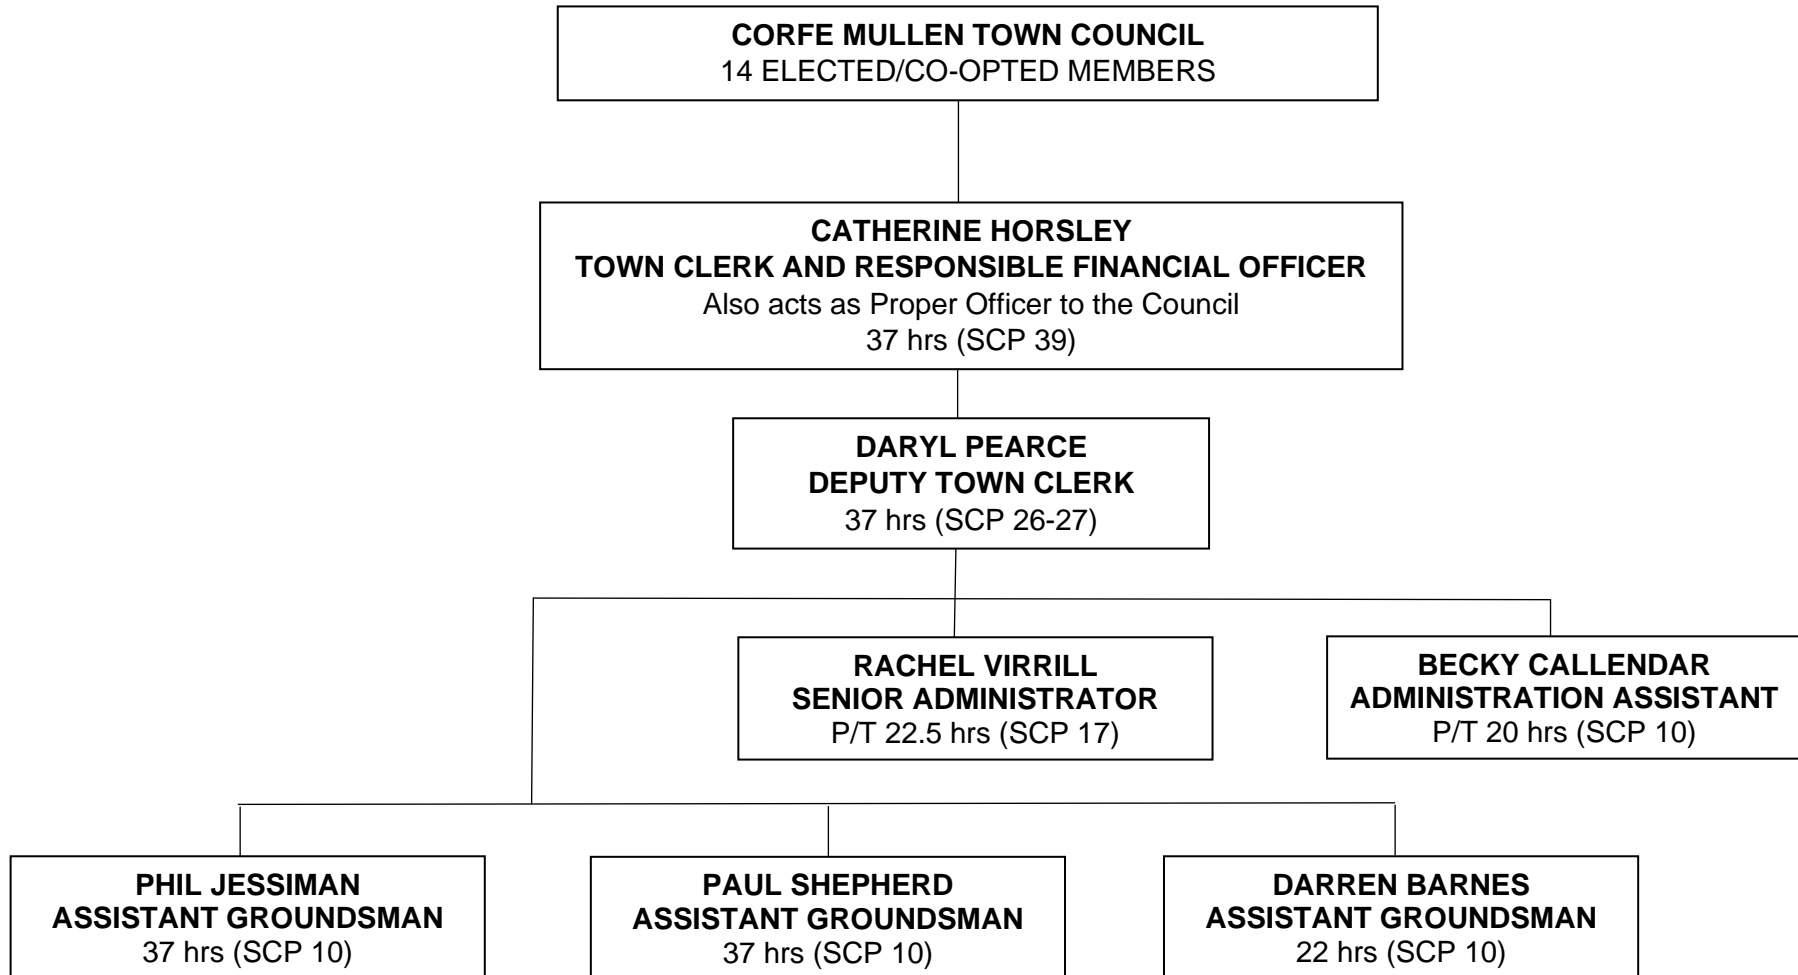 CORFE MULLEN TOWN COUNCIL
14 ELECTED/CO-OPTED MEMBERS
CATHERINE HORSLEY
TOWN CLERK AND RESPONSIBLE FINANCIAL OFFICER
Also acts as Proper Officer to the Council
37 hrs (SCP 39)
DARYL PEARCE
DEPUTY TOWN CLERK
37 hrs (SCP 26-27)
RACHEL VIRRILL
SENIOR ADMINISTRATOR
P/T 22.5 hrs (SCP 17)
BECKY CALLENDAR
ADMINISTRATION ASSISTANT
P/T 20 hrs (SCP 10)
PHIL JESSIMAN
ASSISTANT GROUNDSMAN
37 hrs (SCP 10)
PAUL SHEPHERD
ASSISTANT GROUNDSMAN
37 hrs (SCP 10)
DARREN BARNES
ASSISTANT GROUNDSMAN
22 hrs (SCP 10)